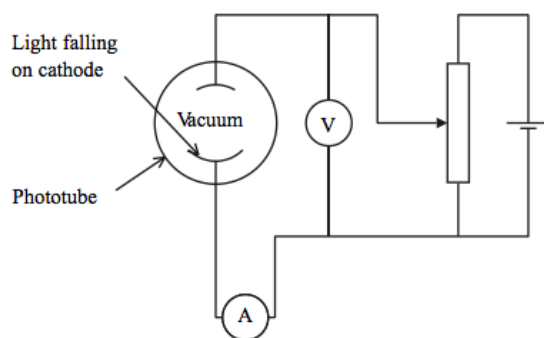 Light falling
on cathode
Vacuum
V
Phototube
A